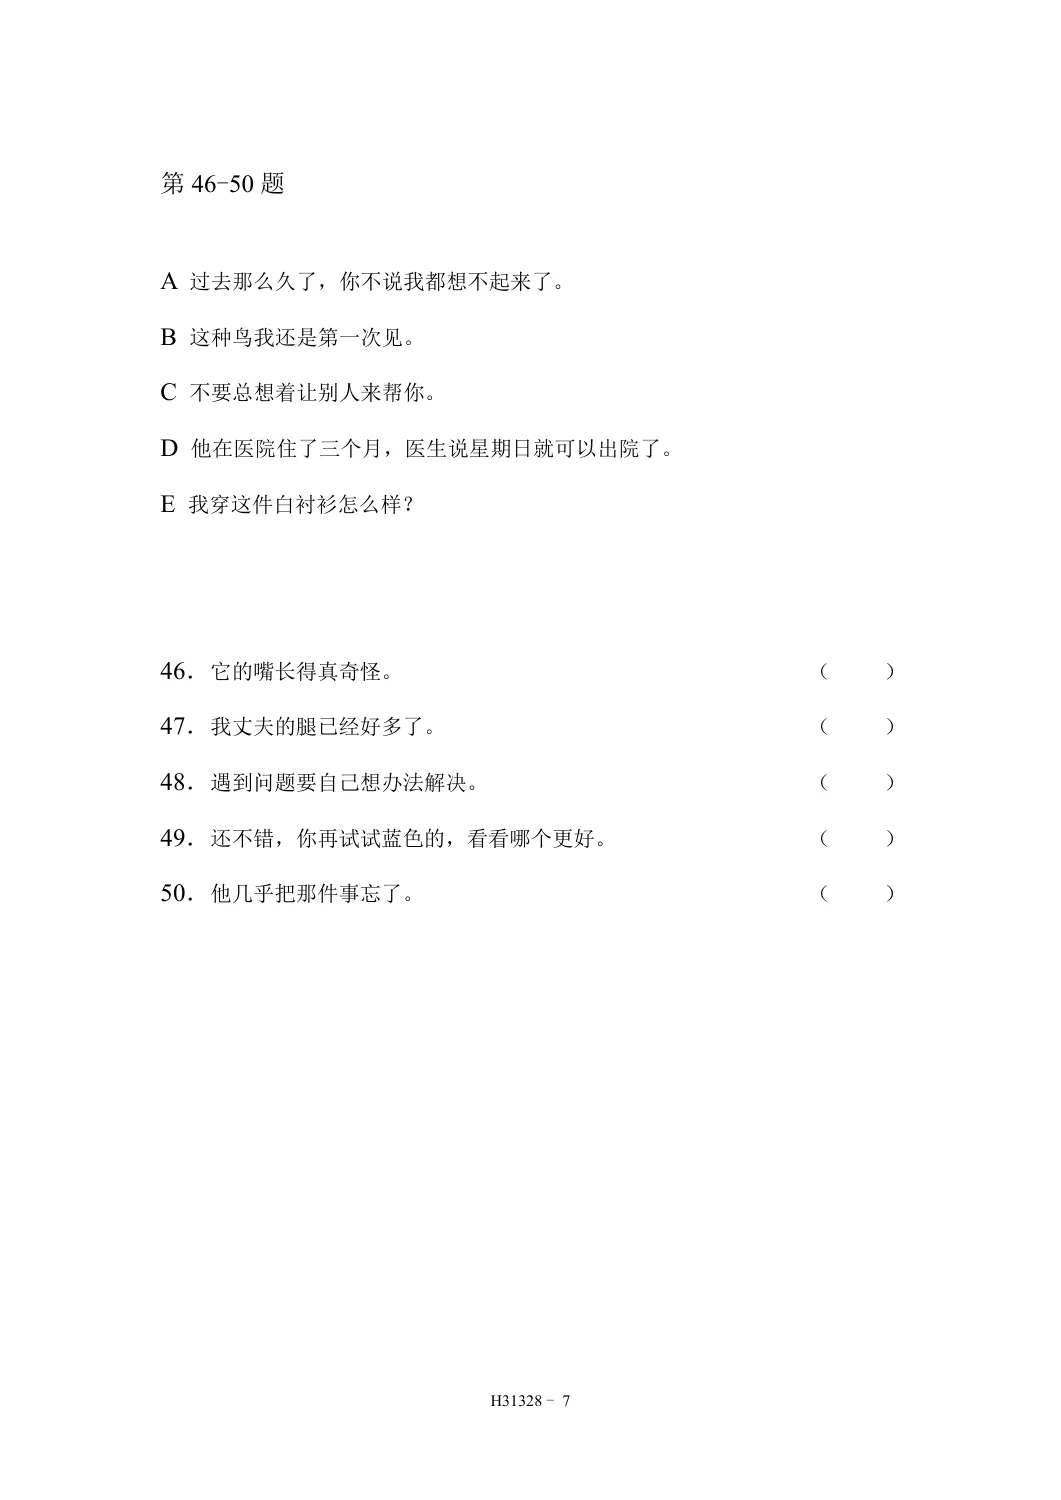 第 46-50 题
A 过去那么久了，你不说我都想不起来了。
B 这种鸟我还是第一次见。
C 不要总想着让别人来帮你。
D 他在医院住了三个月，医生说星期日就可以出院了。
E 我穿这件白衬衫怎么样？
46．它的嘴长得真奇怪。 （ ）
47．我丈夫的腿已经好多了。 （ ）
48．遇到问题要自己想办法解决。 （ ）
49．还不错，你再试试蓝色的，看看哪个更好。 （ ）
50．他几乎把那件事忘了。 （ ）
H31328 - 7